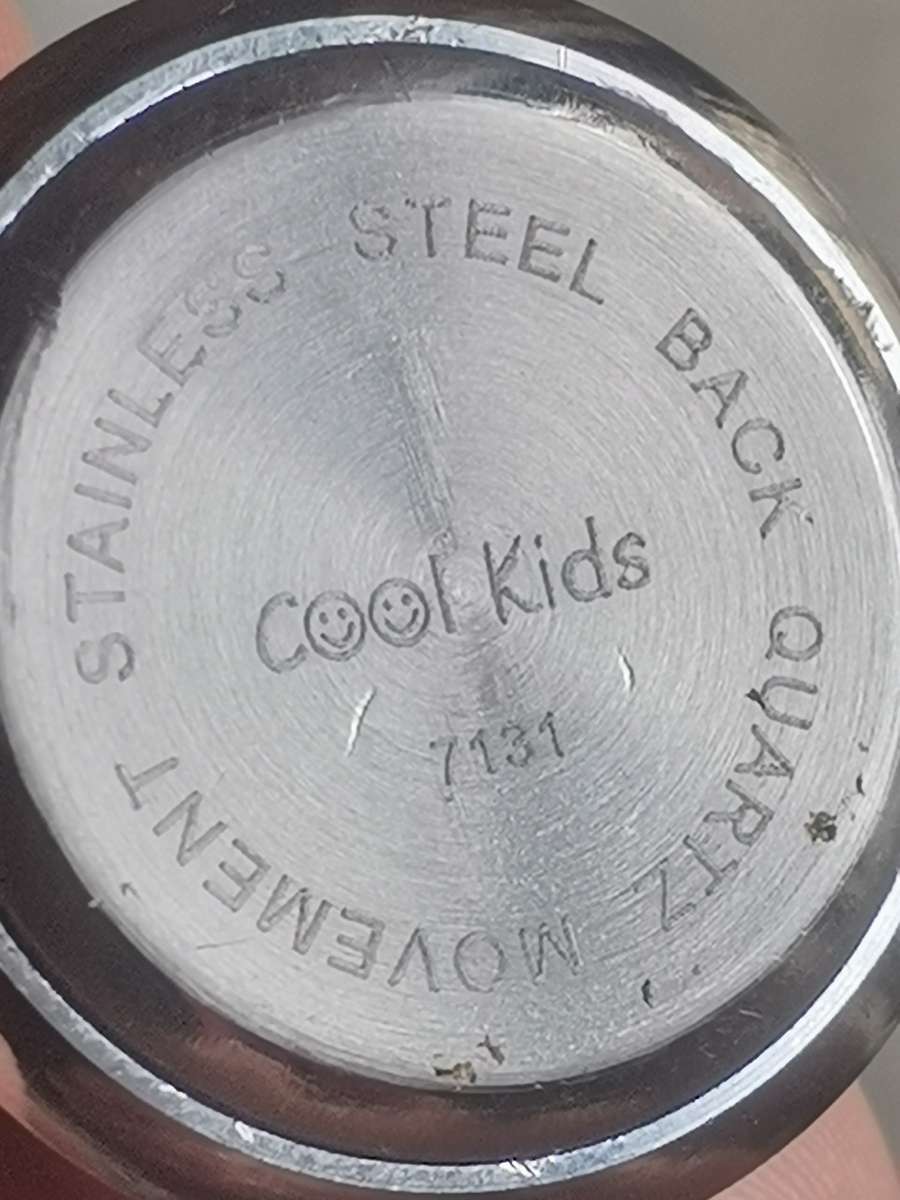 STAINLESS STEEL BACK QUARTZ MOVEMENT
Cool Kids
7131